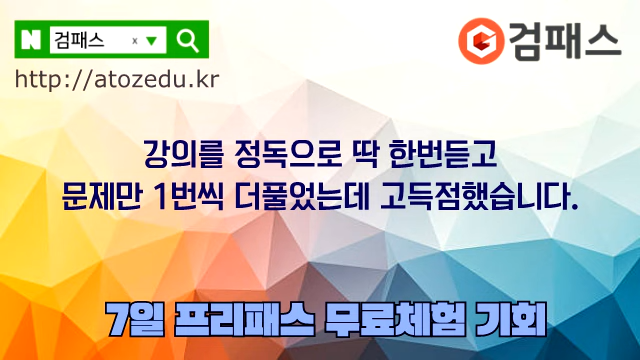 N 검패스 x ▼
검패스
http://atozedu.kr
강의를 정독으로 딱 한번듣고
문제만 1번씩 더풀었는데 고득점했습니다.
7일 프리패스 무료체험 기회